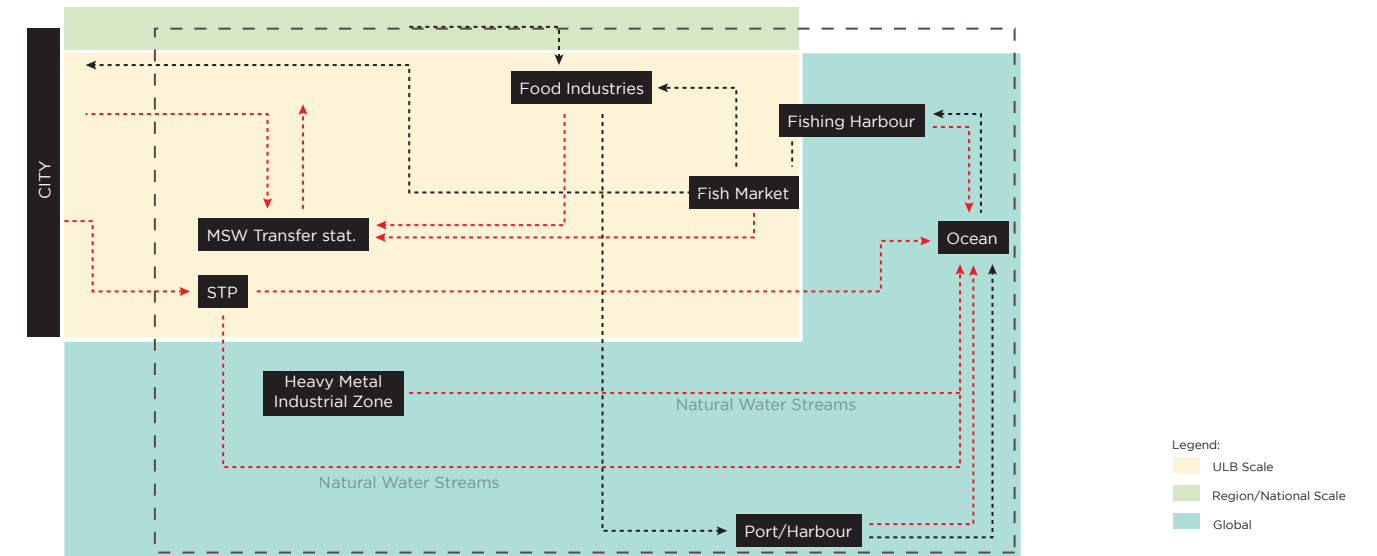 CITY
Food Industries
Fishing Harbour
Fish Market
MSW Transfer stat.
Ocean
STP
Heavy Metal
Industrial Zone
Natural Water Streams
Natural Water Streams
Port/Harbour
Legend:
ULB Scale
Region/National Scale
Global